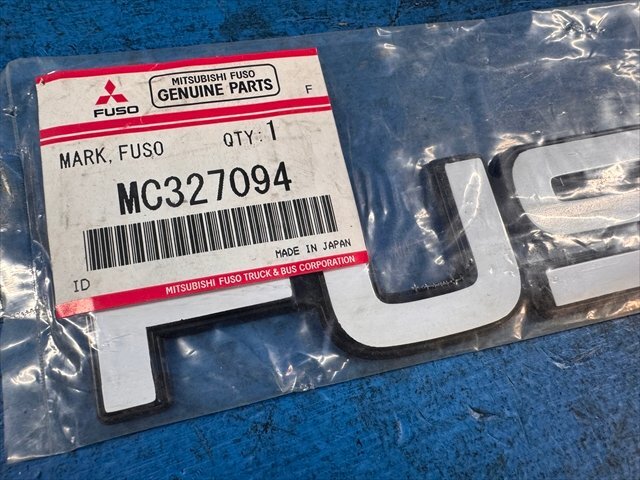 FUSO
MITSUBISHI FUSO
GENUINE PARTS
F
MARK, FUSO QTY: 1
MC327094
MADE IN JAPAN
ID
MITSUBISHI FUSO TRUCK & BUS CORPORATION
FUS